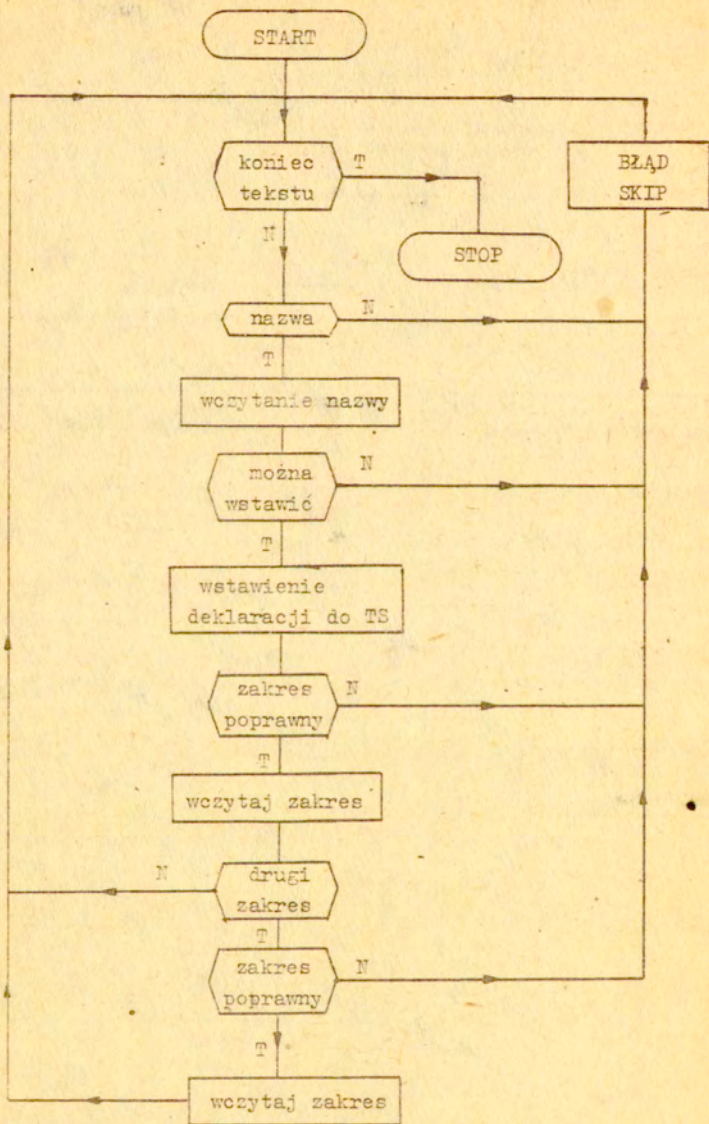 START
koniec
tekstu
T
BŁĄD
SKIP
N
STOP
nazwa
N
T
wczytanie nazwy
można
wstawić
N
T
wstawienie
deklaracji do TS
zakres
poprawny
N
T
wczytaj zakres
N
drugi
zakres
T
zakres
poprawny
N
T
wczytaj zakres